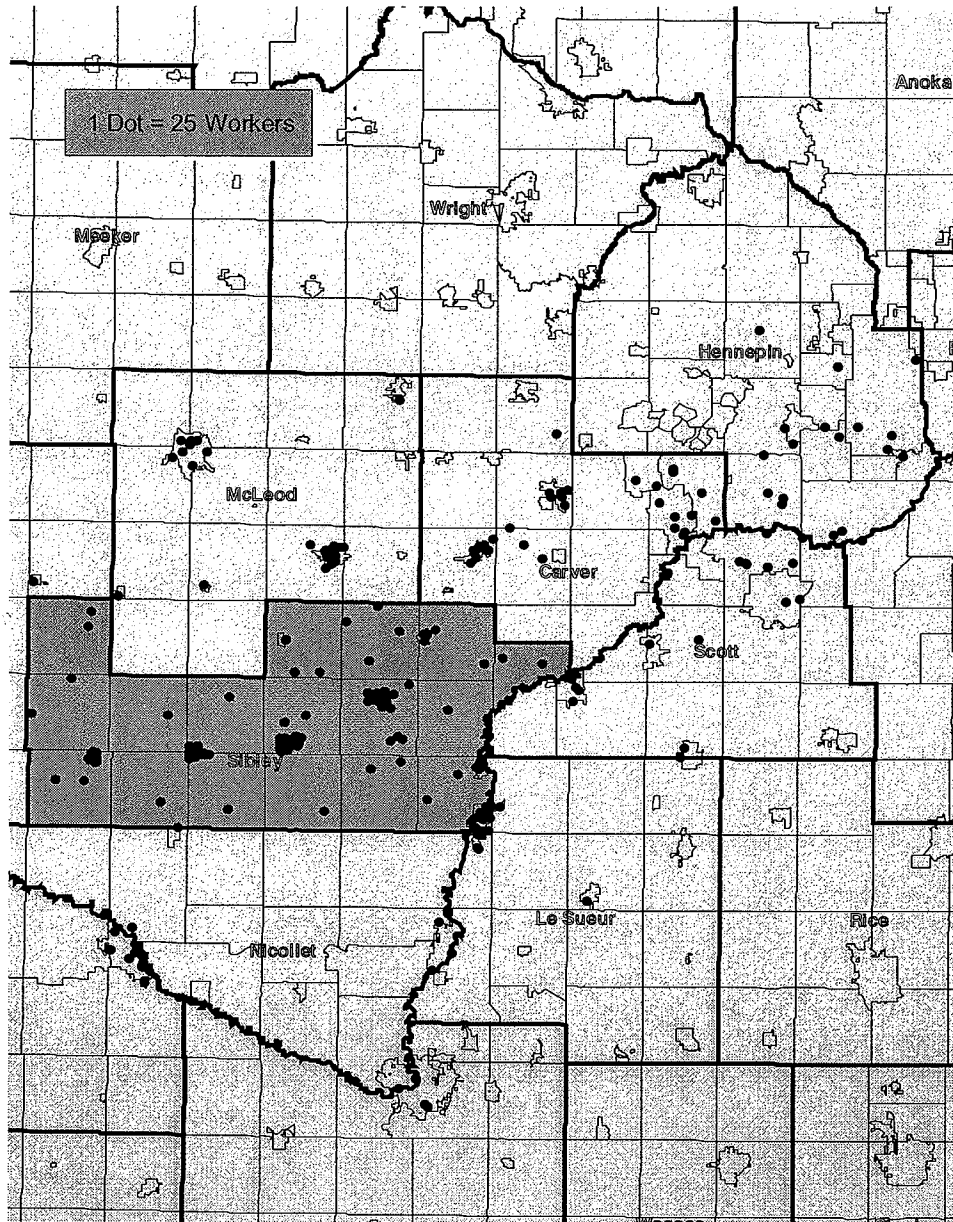 Anoka
1 Dot = 25 Workers
Wright
Meeker
Hennepin
McLeod
Carver
Scott
Sibley
Le Sueur
Rice
Nicollet